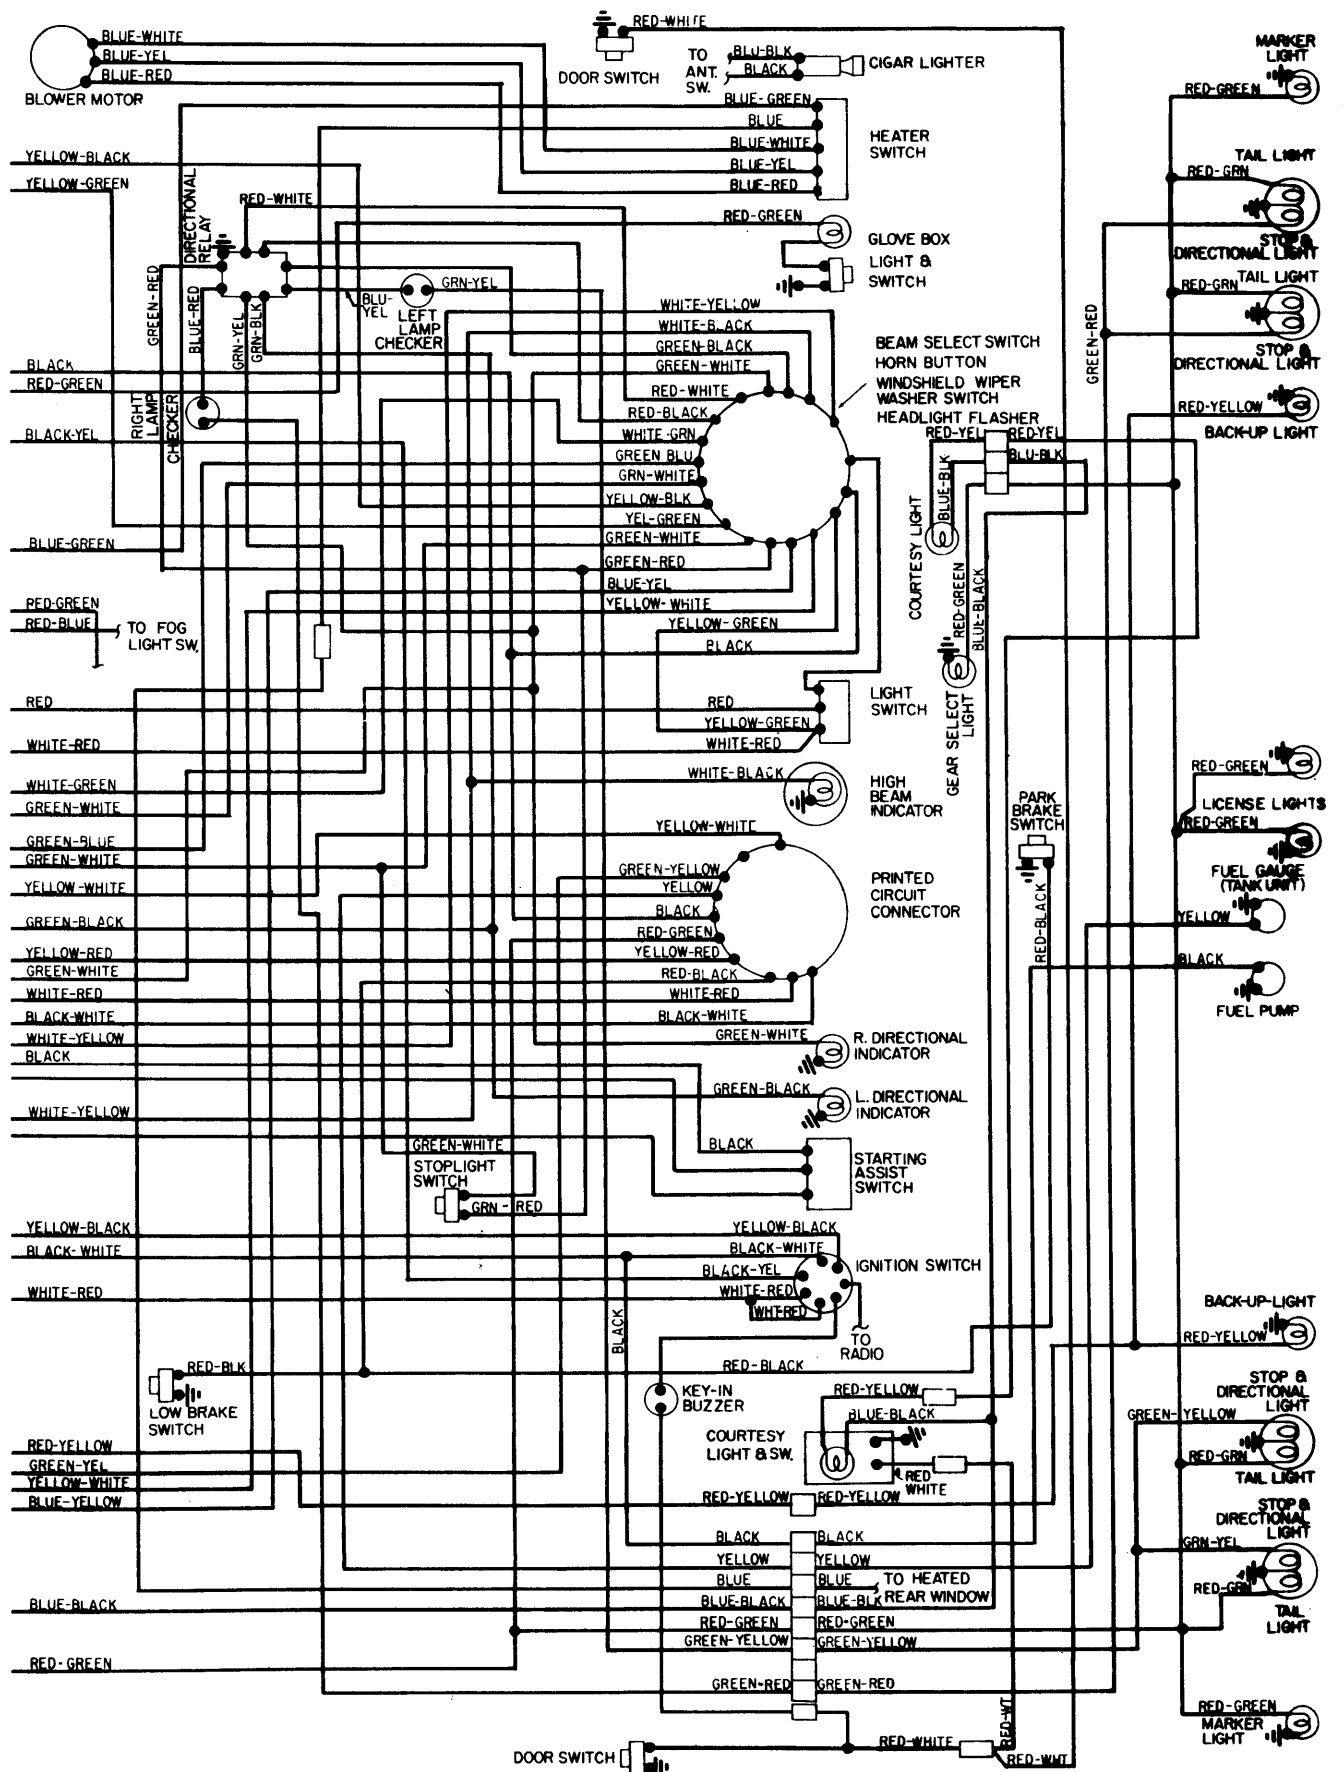 BLUE-WHITE
BLUE-YEL
BLUE-RED
BLOWER MOTOR
RED-WHITE
DOOR SWITCH
TO
ANT.
SW.
BLU-BLK
BLACK
CIGAR LIGHTER
BLUE-GREEN
BLUE
BLUE-WHITE
BLUE-YEL
BLUE-RED
HEATER
SWITCH
MARKER
LIGHT
RED-GREEN
TAIL LIGHT
RED-GRN
STOP &
DIRECTIONAL LIGHT
TAIL LIGHT
RED-GRN
STOP &
DIRECTIONAL LIGHT
RED-YELLOW
BACK-UP LIGHT
YELLOW-BLACK
YELLOW-GREEN
DIRECTIONAL
RELAY
RED-WHITE
RED-GREEN
GLOVE BOX
LIGHT &
SWITCH
GREEN-RED
BLUE-RED
GRN-YEL
GRN-BLK
BLU-
YEL
GRN-YEL
LEFT
LAMP
CHECKER
WHITE-YELLOW
WHITE-BLACK
GREEN-BLACK
GREEN-WHITE
RED-WHITE
RED-BLACK
WHITE-GRN
GREEN BLU
GRN-WHITE
YELLOW-BLK
YEL-GREEN
GREEN-WHITE
GREEN-RED
BLUE-YEL
YELLOW-WHITE
YELLOW-GREEN
BLACK
BEAM SELECT SWITCH
HORN BUTTON
WINDSHIELD WIPER
WASHER SWITCH
HEADLIGHT FLASHER
RED-YEL
RED-YEL
BLU-BLK
BLUE-BLK
COURTESY LIGHT
RED-GREEN
BLUE-BLACK
GEAR SELECT
LIGHT
GREEN-RED
BLACK
RED-GREEN
RIGHT
LAMP
CHECKER
BLACK-YEL
BLUE-GREEN
RED-GREEN
RED-BLUE
TO FOG
LIGHT SW.
RED
RED
YELLOW-GREEN
WHITE-RED
LIGHT
SWITCH
WHITE-RED
WHITE-GREEN
GREEN-WHITE
WHITE-BLACK
HIGH
BEAM
INDICATOR
PARK
BRAKE
SWITCH
RED-BLACK
RED-GREEN
LICENSE LIGHTS
RED-GREEN
FUEL GAUGE
(TANK UNIT)
YELLOW
BLACK
FUEL PUMP
GREEN-BLUE
GREEN-WHITE
YELLOW-WHITE
GREEN-BLACK
YELLOW-RED
GREEN-WHITE
WHITE-RED
BLACK-WHITE
WHITE-YELLOW
BLACK
WHITE-YELLOW
YELLOW-WHITE
GREEN-YELLOW
YELLOW
BLACK
RED-GREEN
YELLOW-RED
RED-BLACK
WHITE-RED
BLACK-WHITE
PRINTED
CIRCUIT
CONNECTOR
GREEN-WHITE
R. DIRECTIONAL
INDICATOR
GREEN-BLACK
L. DIRECTIONAL
INDICATOR
GREEN-WHITE
STOPLIGHT
SWITCH
GRN-RED
BLACK
STARTING
ASSIST
SWITCH
YELLOW-BLACK
BLACK-WHITE
WHITE-RED
YELLOW-BLACK
BLACK-WHITE
BLACK-YEL
WHITE-RED
WHT-RED
IGNITION SWITCH
TO
RADIO
BLACK
BACK-UP-LIGHT
RED-YELLOW
RED-BLK
LOW BRAKE
SWITCH
RED-BLACK
KEY-IN
BUZZER
RED-YELLOW
BLUE-BLACK
COURTESY
LIGHT & SW.
RED
WHITE
STOP &
DIRECTIONAL
LIGHT
GREEN-YELLOW
RED-GRN
TAIL LIGHT
STOP &
DIRECTIONAL
LIGHT
GRN-YEL
RED-GRN
TAIL
LIGHT
RED-YELLOW
GREEN-YEL
YELLOW-WHITE
BLUE-YELLOW
BLUE-BLACK
RED-GREEN
RED-YELLOW
RED-YELLOW
BLACK
BLACK
YELLOW
YELLOW
BLUE
BLUE
TO HEATED
REAR WINDOW
BLUE-BLACK
BLUE-BLK
RED-GREEN
RED-GREEN
GREEN-YELLOW
GREEN-YELLOW
GREEN-RED
GREEN-RED
RED-WT
RED-WHITE
RED-WHT
DOOR SWITCH
RED-GREEN
MARKER
LIGHT